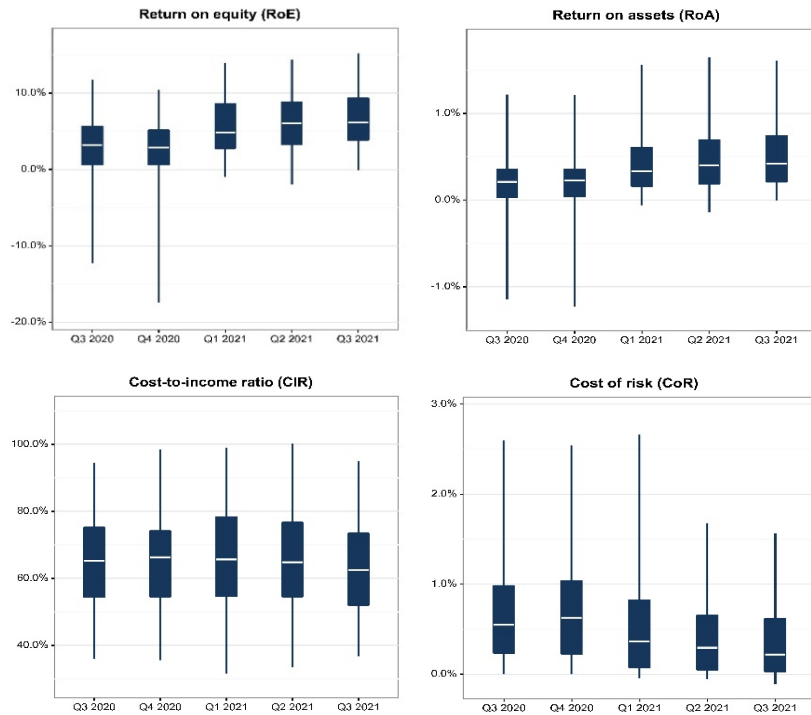 Return on equity (RoE)
10.0%
0.0%
-10.0%
-20.0%
Q3 2020 Q4 2020 Q1 2021 Q2 2021 Q3 2021
Return on assets (RoA)
1.0%
0.0%
-1.0%
Q3 2020 Q4 2020 Q1 2021 Q2 2021 Q3 2021
Cost-to-income ratio (CIR)
100.0%
80.0%
60.0%
40.0%
Q3 2020 Q4 2020 Q1 2021 Q2 2021 Q3 2021
Cost of risk (CoR)
3.0%
2.0%
1.0%
0.0%
Q3 2020 Q4 2020 Q1 2021 Q2 2021 Q3 2021